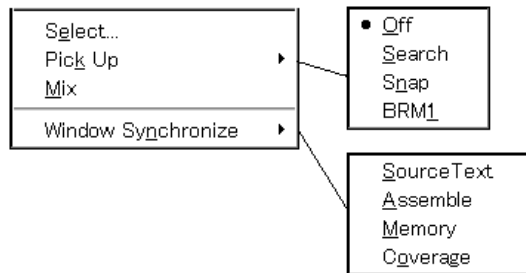 Select...
Pick Up
Mix
Window Synchronize
Off
Search
Snap
BRM1
SourceText
Assemble
Memory
Coverage